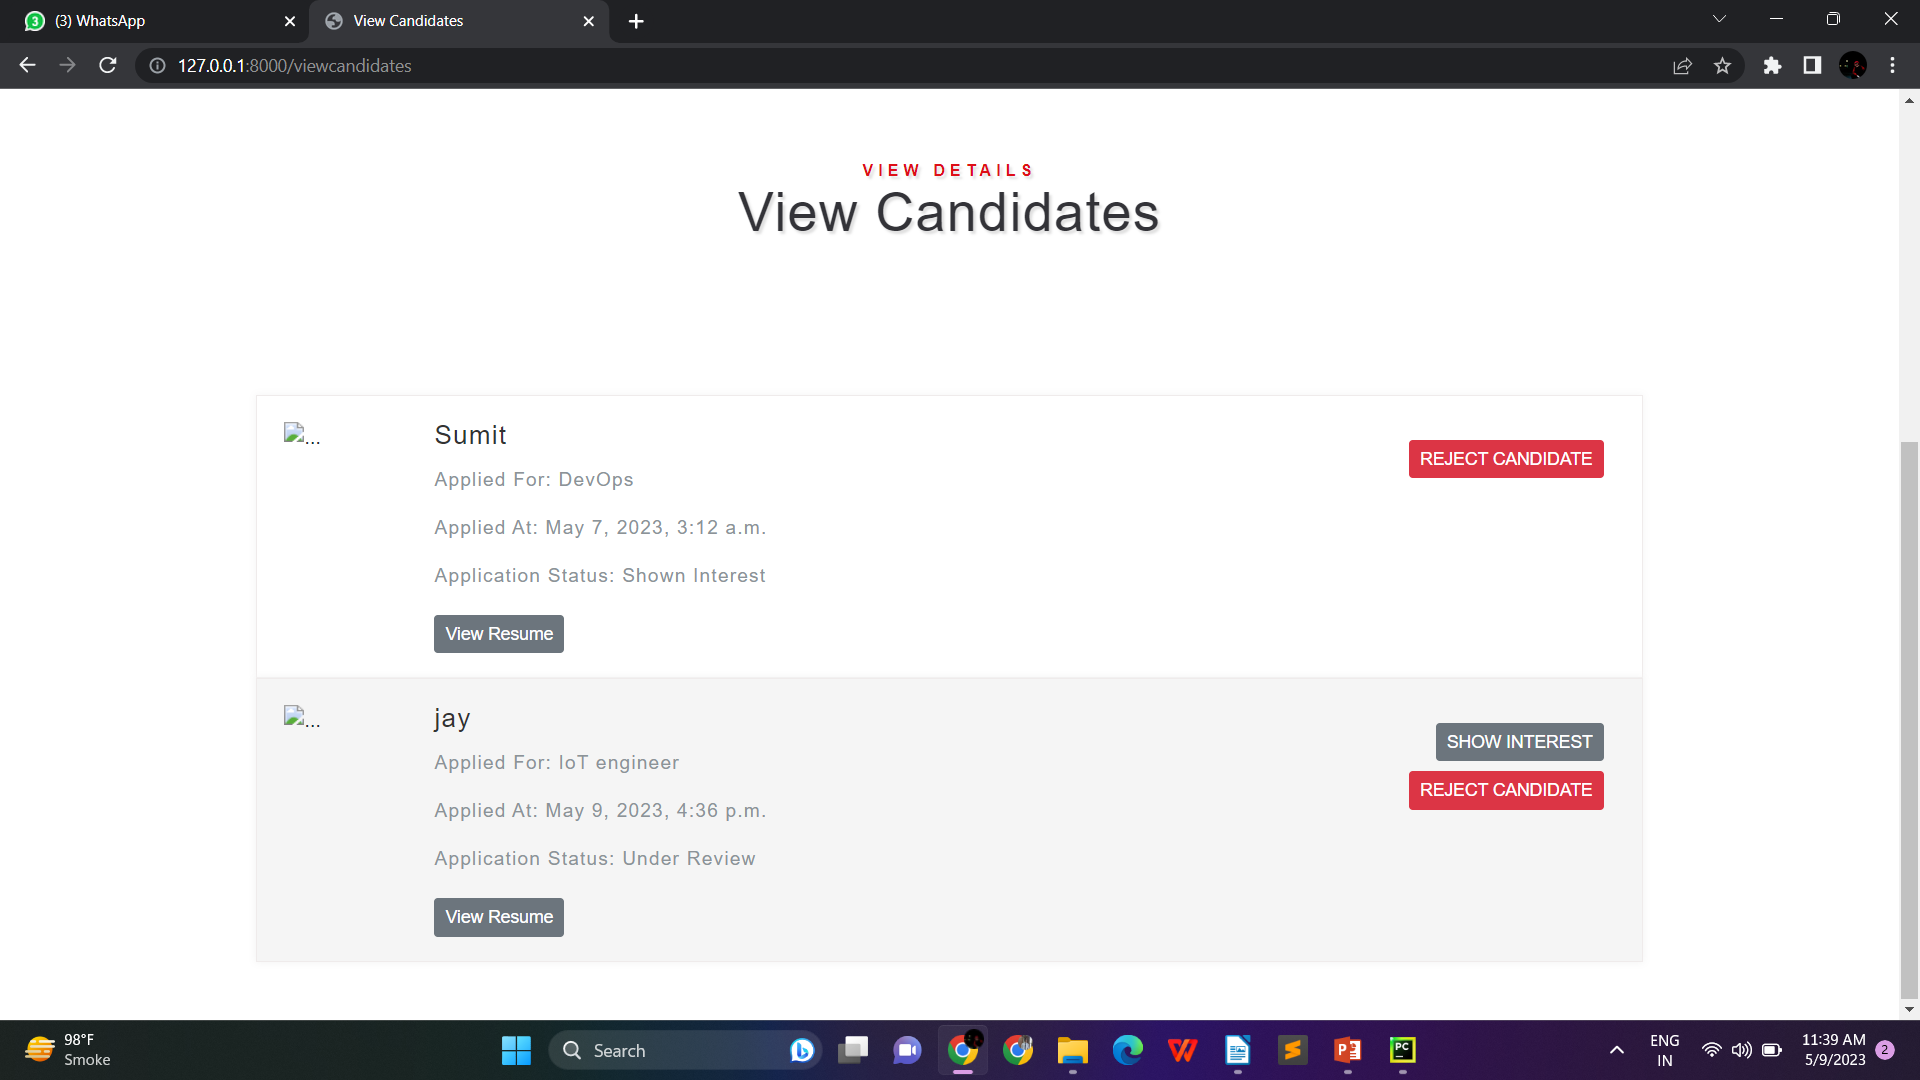 (3) WhatsApp
View Candidates
127.0.0.1:8000/viewcandidates
VIEW DETAILS
View Candidates
...
Sumit
REJECT CANDIDATE
Applied For: DevOps
Applied At: May 7, 2023, 3:12 a.m.
Application Status: Shown Interest
View Resume
...
jay
SHOW INTEREST
Applied For: IoT engineer
REJECT CANDIDATE
Applied At: May 9, 2023, 4:36 p.m.
Application Status: Under Review
View Resume
98°F
Smoke
Search
ENG
IN
11:39 AM
5/9/2023
2